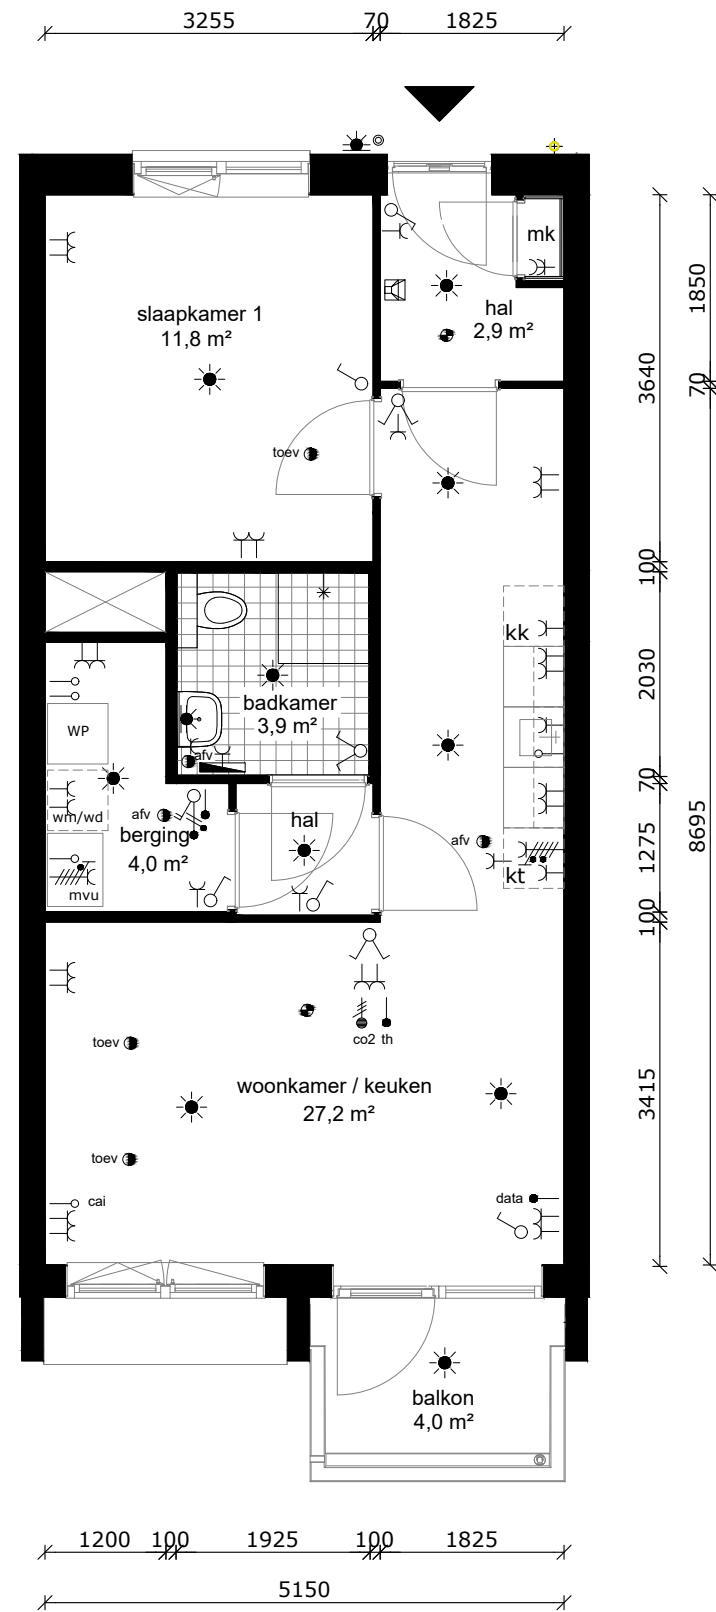 3255
70
1825
mk
hal
2,9 m²
slaapkamer 1
11,8 m²
toev
1850
70
3640
100
2030
70
1275
100
3415
8695
kk
badkamer
3,9 m²
afv
WP
wm/wd
afv
berging
4,0 m²
mvu
hal
afv
kt
co2
th
toev
woonkamer / keuken
27,2 m²
toev
cai
data
balkon
4,0 m²
1200
100
1925
100
1825
5150